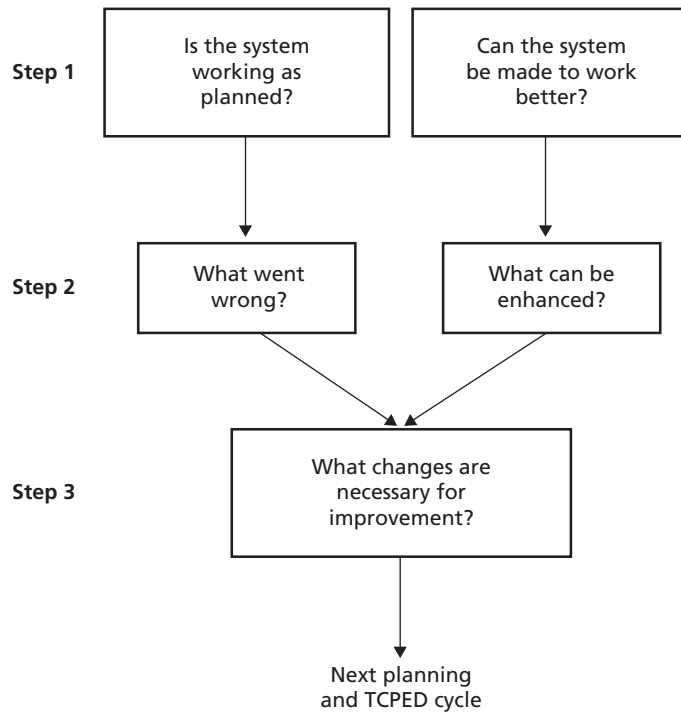 Step 1
Is the system
working as
planned?
Can the system
be made to work
better?
Step 2
What went
wrong?
What can be
enhanced?
Step 3
What changes are
necessary for
improvement?
Next planning
and TCPED cycle